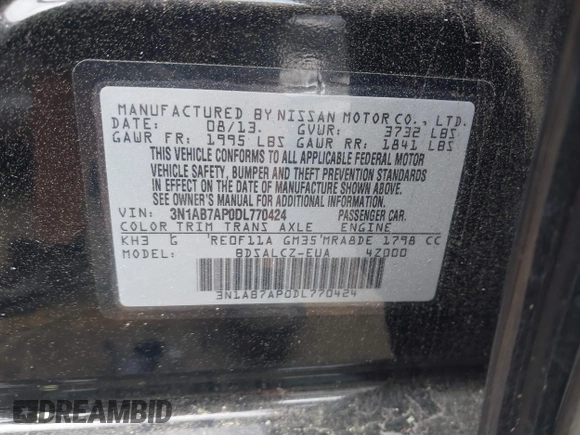 MANUFACTURED BY NISSAN MOTOR CO., LTD.
DATE: 08/13. GVWR: 3732 LBS
GAWR FR: 1995 LBS GAWR RR: 1841 LBS
THIS VEHICLE CONFORMS TO ALL APPLICABLE FEDERAL MOTOR
VEHICLE SAFETY, BUMPER AND THEFT PREVENTION STANDARDS
IN EFFECT ON THE DATE OF MANUFACTURE SHOWN ABOVE.
SEE OWNER'S MANUAL FOR ADDITIONAL INFORMATION.
VIN: 3N1AB7AP0DL770424 PASSENGER CAR.
COLOR TRIM TRANS AXLE ENGINE
KH3 G 'RE0F11A GM35'MRA8DE 1798 CC
MODEL: BDSALCZ-EUA 4Z000
3N1AB7AP0DL770424
DREAMBID